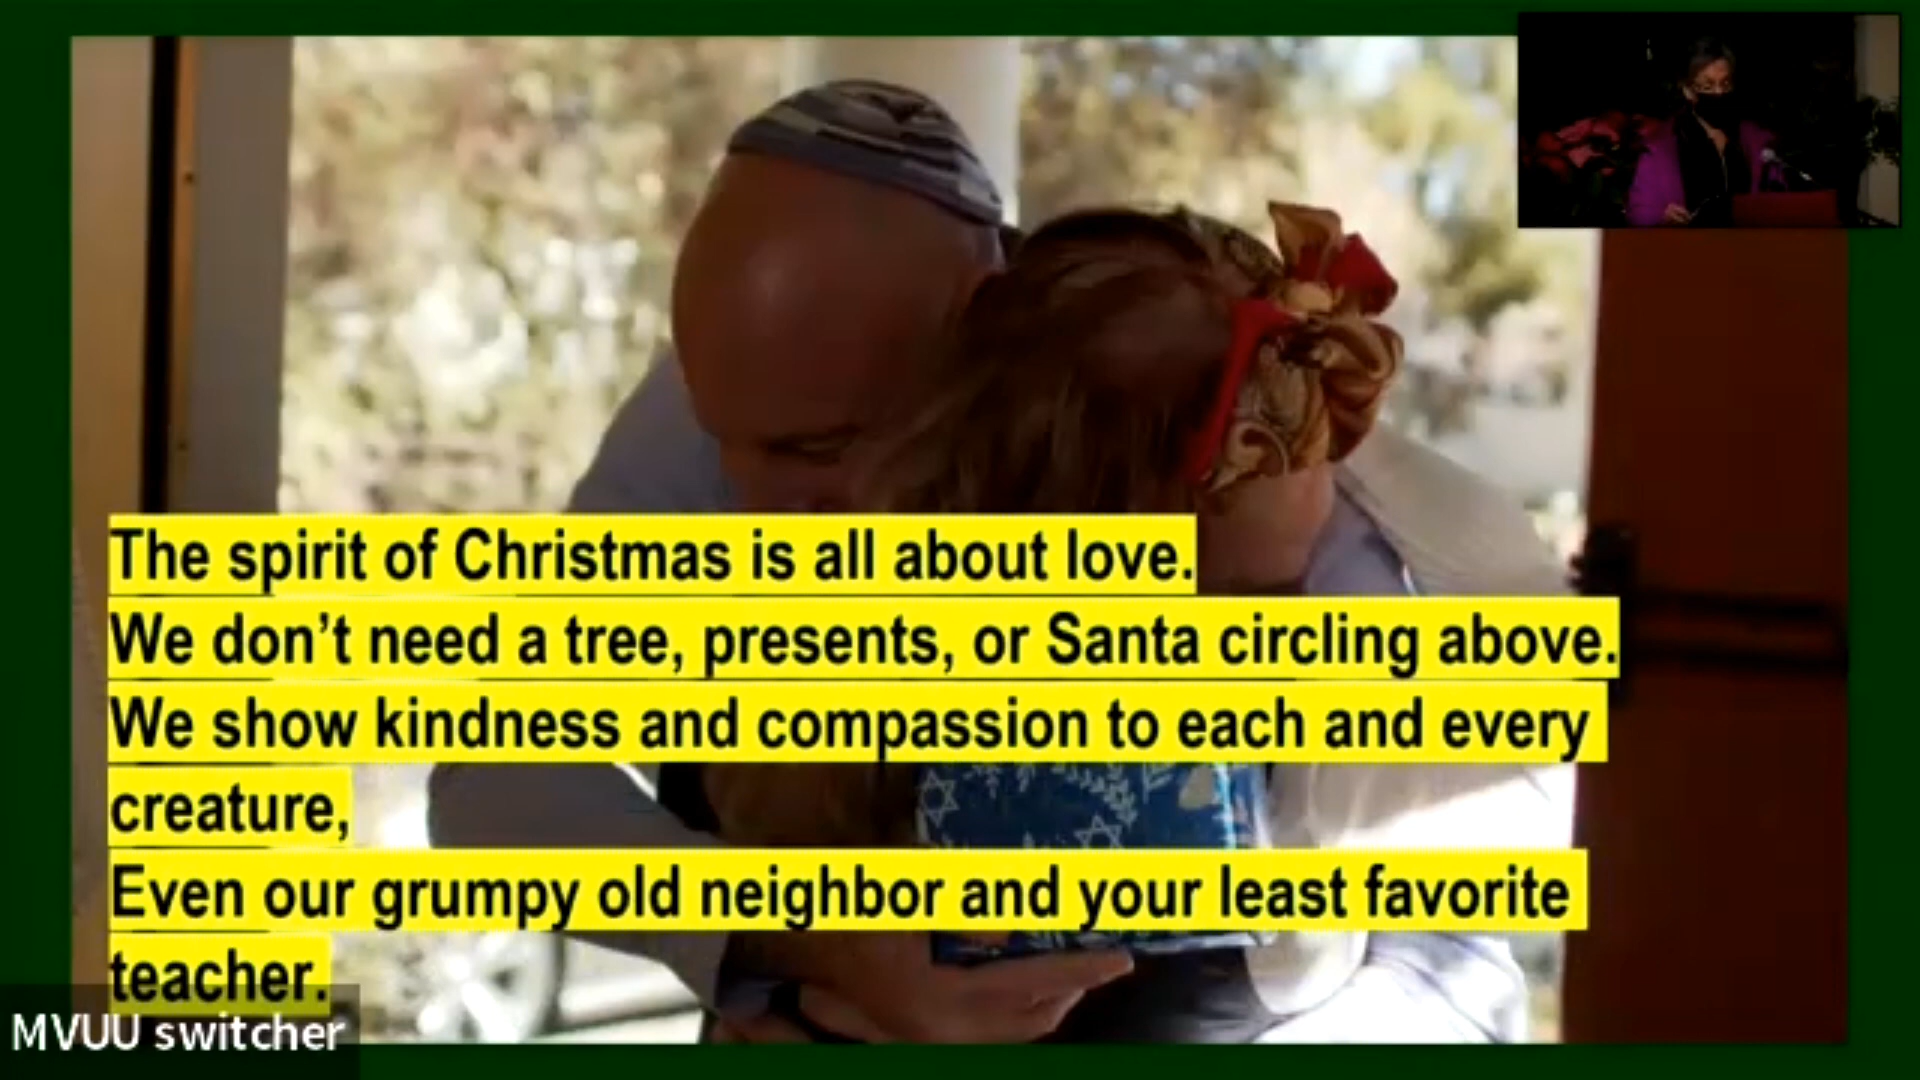 The spirit of Christmas is all about love.
We don't need a tree, presents, or Santa circling above.
We show kindness and compassion to each and every
creature,
Even our grumpy old neighbor and your least favorite
teacher.
MVUU switcher